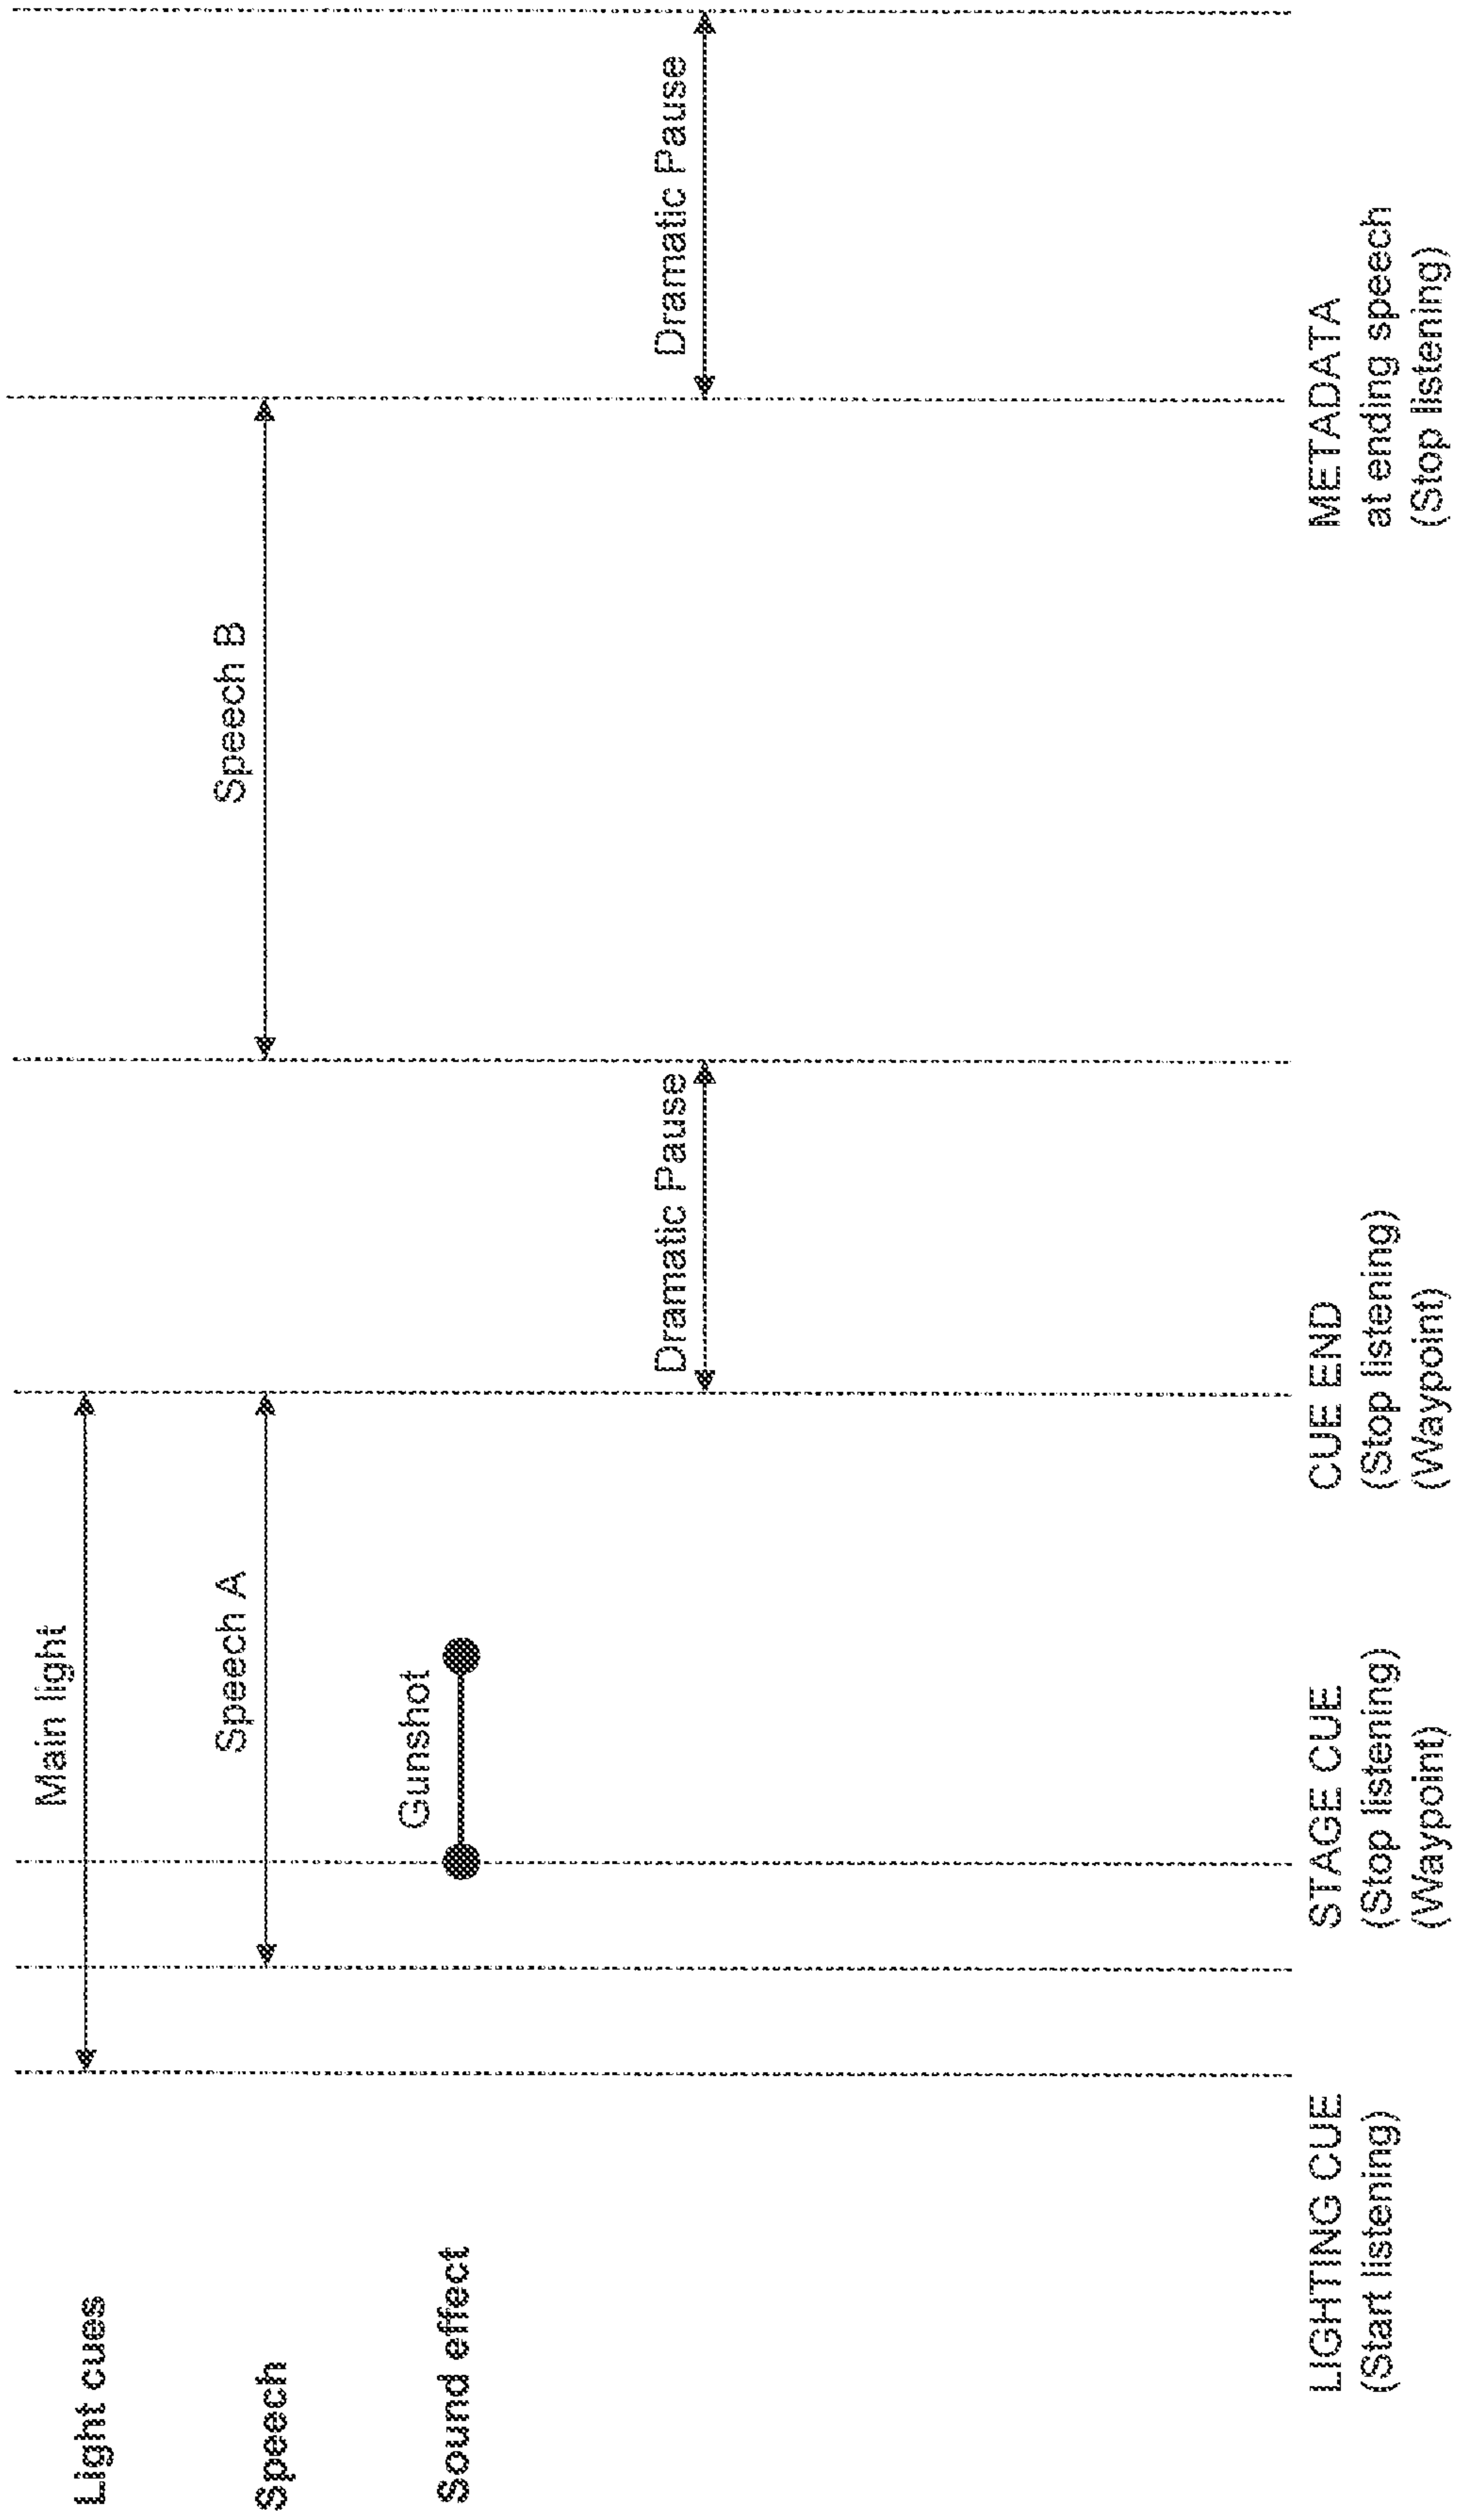 Light cues
Main light
Speech
Speech A
Speech B
Sound effect
Gunshot
Dramatic Pause
Dramatic Pause
LIGHTING CUE
(Start listening)
STAGE CUE
(Stop listening)
(Waypoint)
CUE END
(Stop listening)
(Waypoint)
METADATA
at ending speech
(Stop listening)